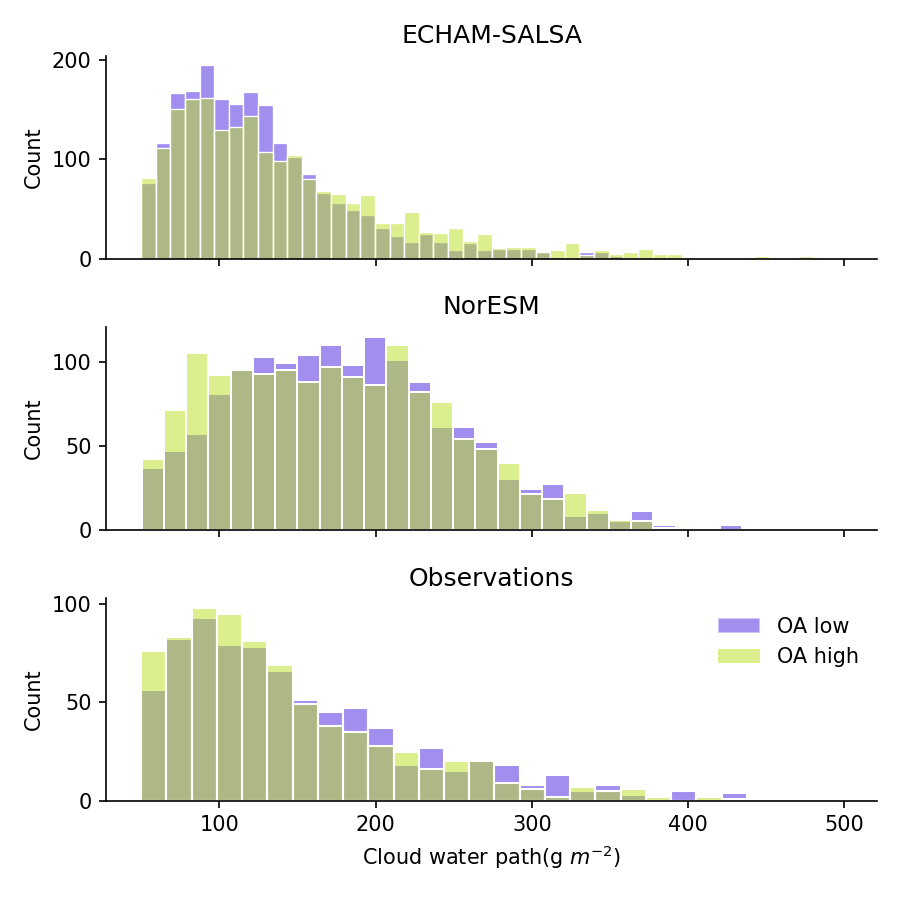 ECHAM-SALSA
200
100
0
Count
NorESM
100
50
0
Count
Observations
100
50
0
Count
OA low
OA high
100 200 300 400 500
Cloud water path(g m⁻²)